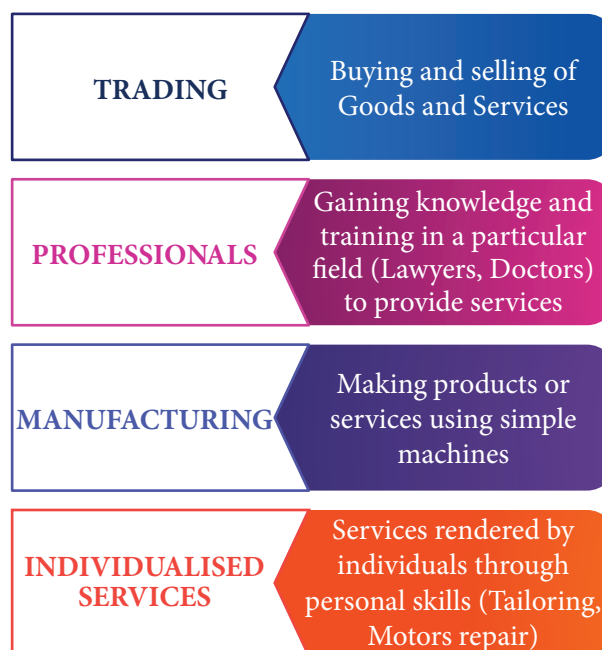 TRADING
Buying and selling of
Goods and Services
PROFESSIONALS
Gaining knowledge and
training in a particular
field (Lawyers, Doctors)
to provide services
MANUFACTURING
Making products or
services using simple
machines
INDIVIDUALISED
SERVICES
Services rendered by
individuals through
personal skills (Tailoring,
Motors repair)